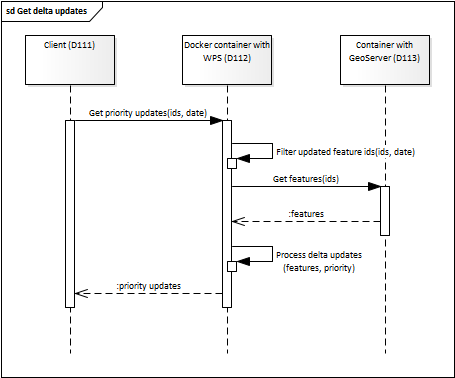 sd Get delta updates
Client (D111)
Docker container with
WPS (D112)
Container with
GeoServer (D113)
Get priority updates(ids, date)
Filter updated feature ids(ids, date)
Get features(ids)
:features
Process delta updates
(features, priority)
:priority updates